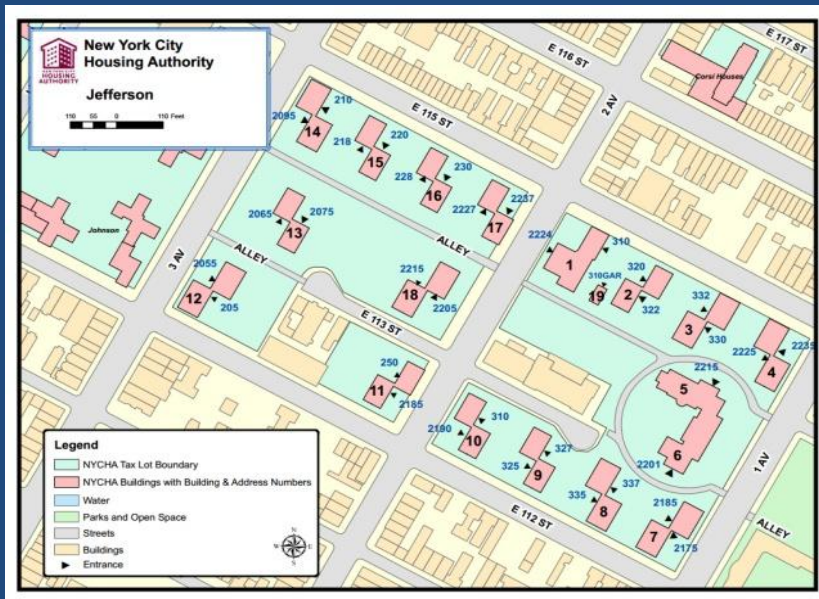 New York City
Housing Authority
NEW YORK CITY
HOUSING
AUTHORITY
Jefferson
110 55 0 110 Feet
E 117 ST
E 116 ST
Corsi Houses
2 AV
E 115 ST
210
2095
14
220
218
15
230
228
16
2237
2227
17
2065
2075
13
ALLEY
ALLEY
Johnson
3 AV
2055
12
205
2215
18
2205
E 113 ST
250
11
2185
2224
310
1
310GAR
19
320
2
322
332
3
330
2225
2235
4
2215
5
6
2201
1 AV
2190
310
10
327
325
9
337
335
8
2185
7
2175
ALLEY
E 112 ST
Legend
NYCHA Tax Lot Boundary
NYCHA Buildings with Building & Address Numbers
Water
Parks and Open Space
Streets
Buildings
Entrance
N
W E
S